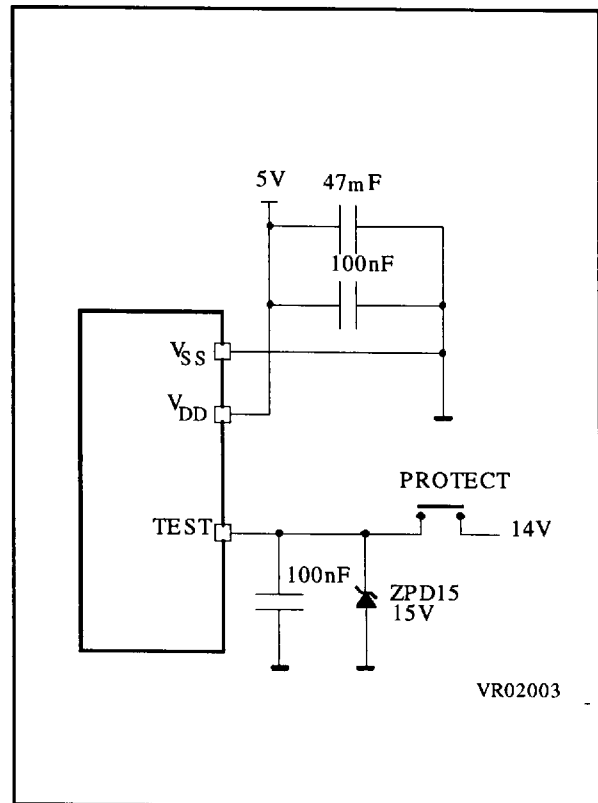 5V 47mF
100nF
VSS
VDD
PROTECT
TEST 14V
100nF ZPD15
15V
VR02003